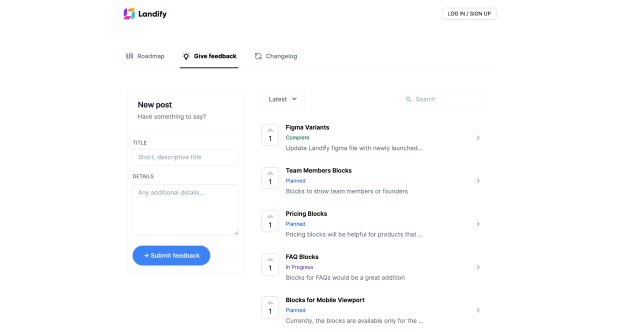 Landify
LOG IN / SIGN UP
Roadmap
Give feedback
Changelog
New post
Have something to say?
TITLE
Short, descriptive title
DETAILS
Any additional details...
→ Submit feedback
Latest
Search
1
Figma Variants
Complete
Update Landify figma file with newly launched...
1
Team Members Blocks
Planned
Blocks to show team members or founders
1
Pricing Blocks
Planned
Pricing blocks will be helpful for products that ...
1
FAQ Blocks
In Progress
Blocks for FAQs would be a great addition
1
Blocks for Mobile Viewport
Planned
Currently, the blocks are available only for the ...